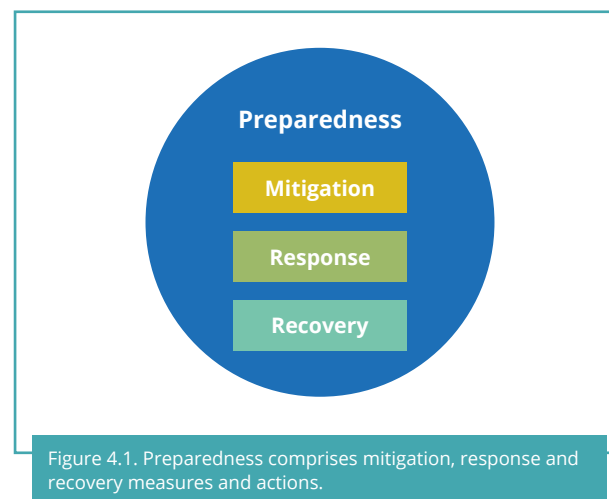 Preparedness
Mitigation
Response
Recovery
Figure 4.1. Preparedness comprises mitigation, response and
recovery measures and actions.